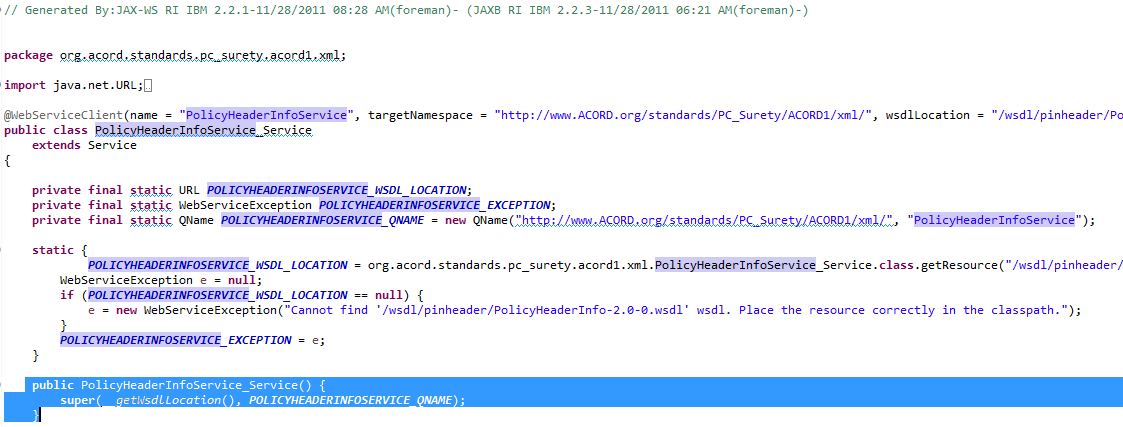 // Generated By:JAX-WS RI IBM 2.2.1-11/28/2011 08:28 AM(foreman)- (JAXB RI IBM 2.2.3-11/28/2011 06:21 AM(foreman)-)
package org.acord.standards.pc_surety.acord1.xml;
import java.net.URL;
@WebServiceClient(name = "PolicyHeaderInfoService", targetNamespace = "http://www.ACORD.org/standards/PC_Surety/ACORD1/xml/", wsdlLocation = "/wsdl/pinheader/Po
public class PolicyHeaderInfoService_Service
extends Service
{
private final static URL POLICYHEADERINFOSERVICE_WSDL_LOCATION;
private final static WebServiceException POLICYHEADERINFOSERVICE_EXCEPTION;
private final static QName POLICYHEADERINFOSERVICE_QNAME = new QName("http://www.ACORD.org/standards/PC_Surety/ACORD1/xml/", "PolicyHeaderInfoService");
static {
POLICYHEADERINFOSERVICE_WSDL_LOCATION = org.acord.standards.pc_surety.acord1.xml.PolicyHeaderInfoService_Service.class.getResource("/wsdl/pinheader/
WebServiceException e = null;
if (POLICYHEADERINFOSERVICE_WSDL_LOCATION == null) {
e = new WebServiceException("Cannot find '/wsdl/pinheader/PolicyHeaderInfo-2.0-0.wsdl' wsdl. Place the resource correctly in the classpath.");
}
POLICYHEADERINFOSERVICE_EXCEPTION = e;
}
public PolicyHeaderInfoService_Service() {
super(__getWsdlLocation(), POLICYHEADERINFOSERVICE_QNAME);
}